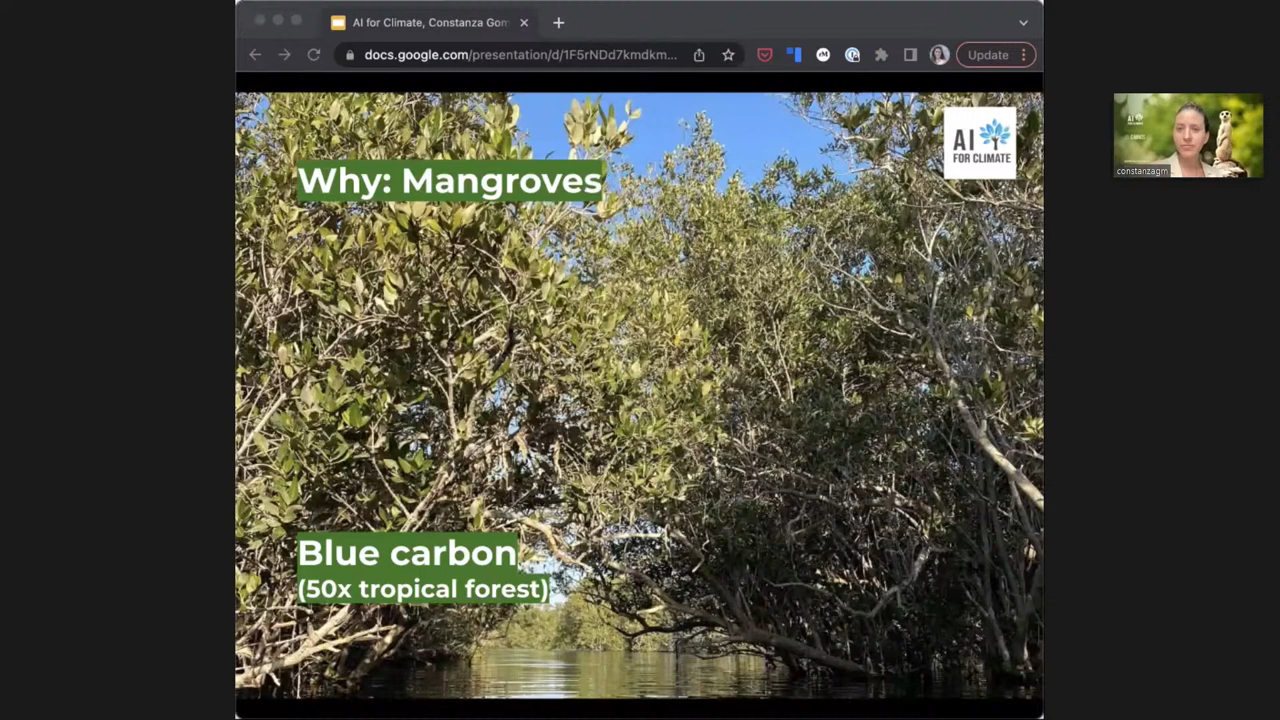 AI for Climate, Constanza Gom
docs.google.com/presentation/d/1F5rNDd7kmdkm...
Update
AI
FOR CLIMATE
Why: Mangroves
constanzagm
Blue carbon
(50x tropical forest)